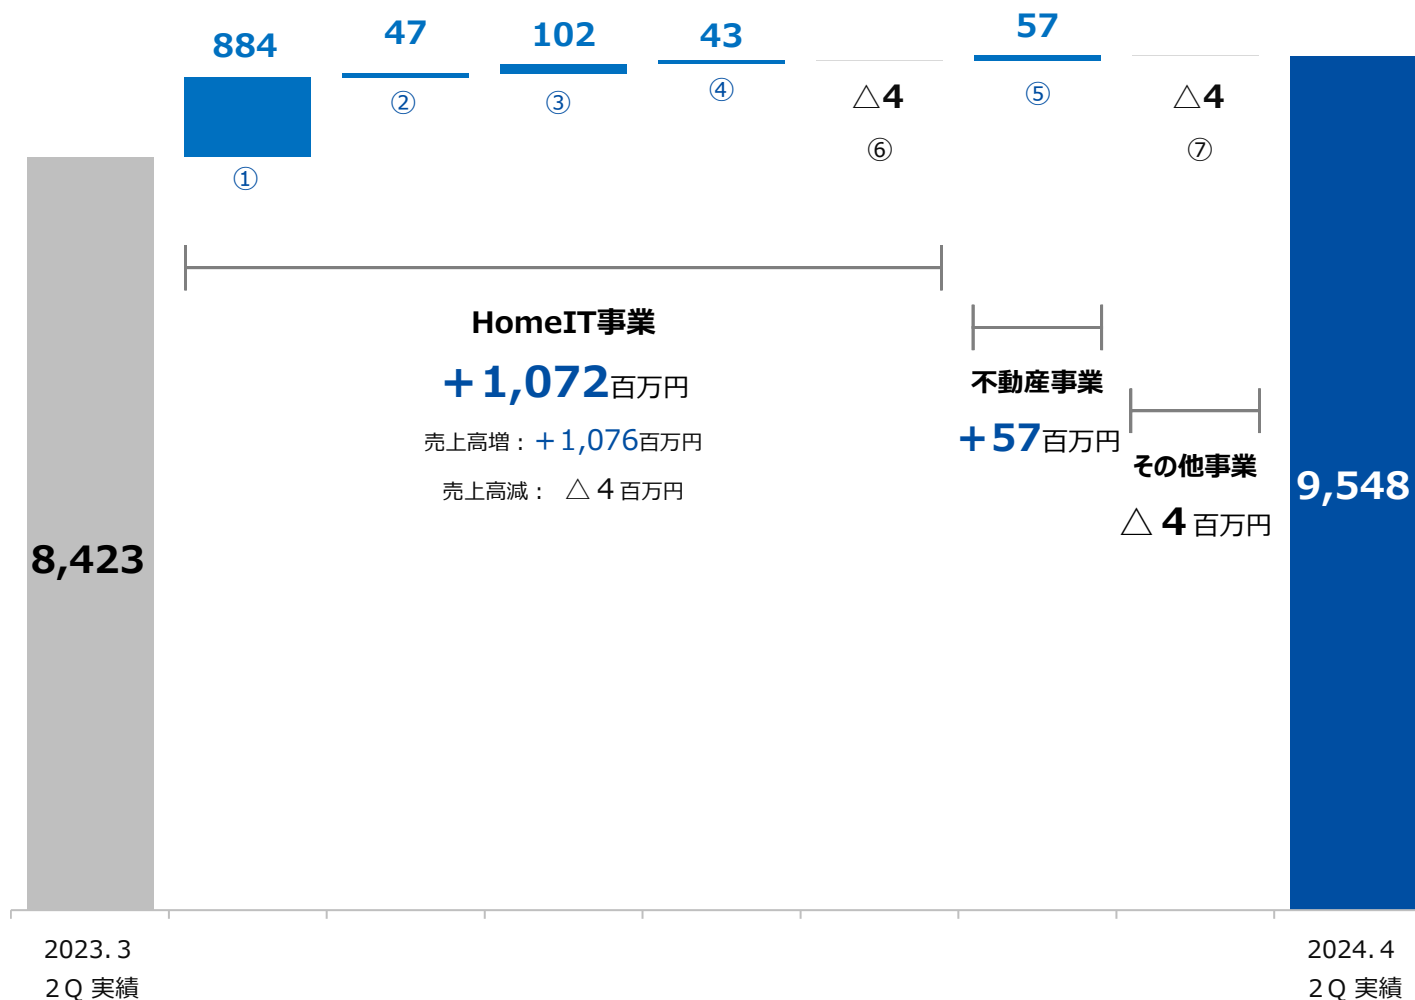 884
47
102
43
57
①
②
③
④
△4
⑥
⑤
△4
⑦
HomeIT事業
+1,072百万円
売上高増：+1,076百万円
売上高減： △４百万円
不動産事業
+57百万円
その他事業
△４百万円
8,423
9,548
2023.３
２Q 実績
2024.４
２Q 実績